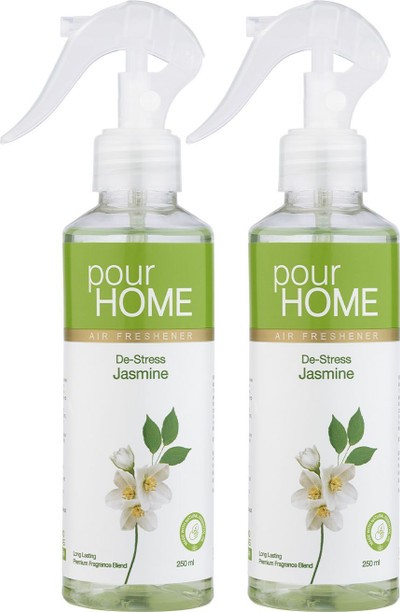 pour
HOME
AIR FRESHENER
De-Stress
Jasmine
Long Lasting
Premium Fragrance Blend
250 ml
pour
HOME
AIR FRESHENER
De-Stress
Jasmine
Long Lasting
Premium Fragrance Blend
250 ml